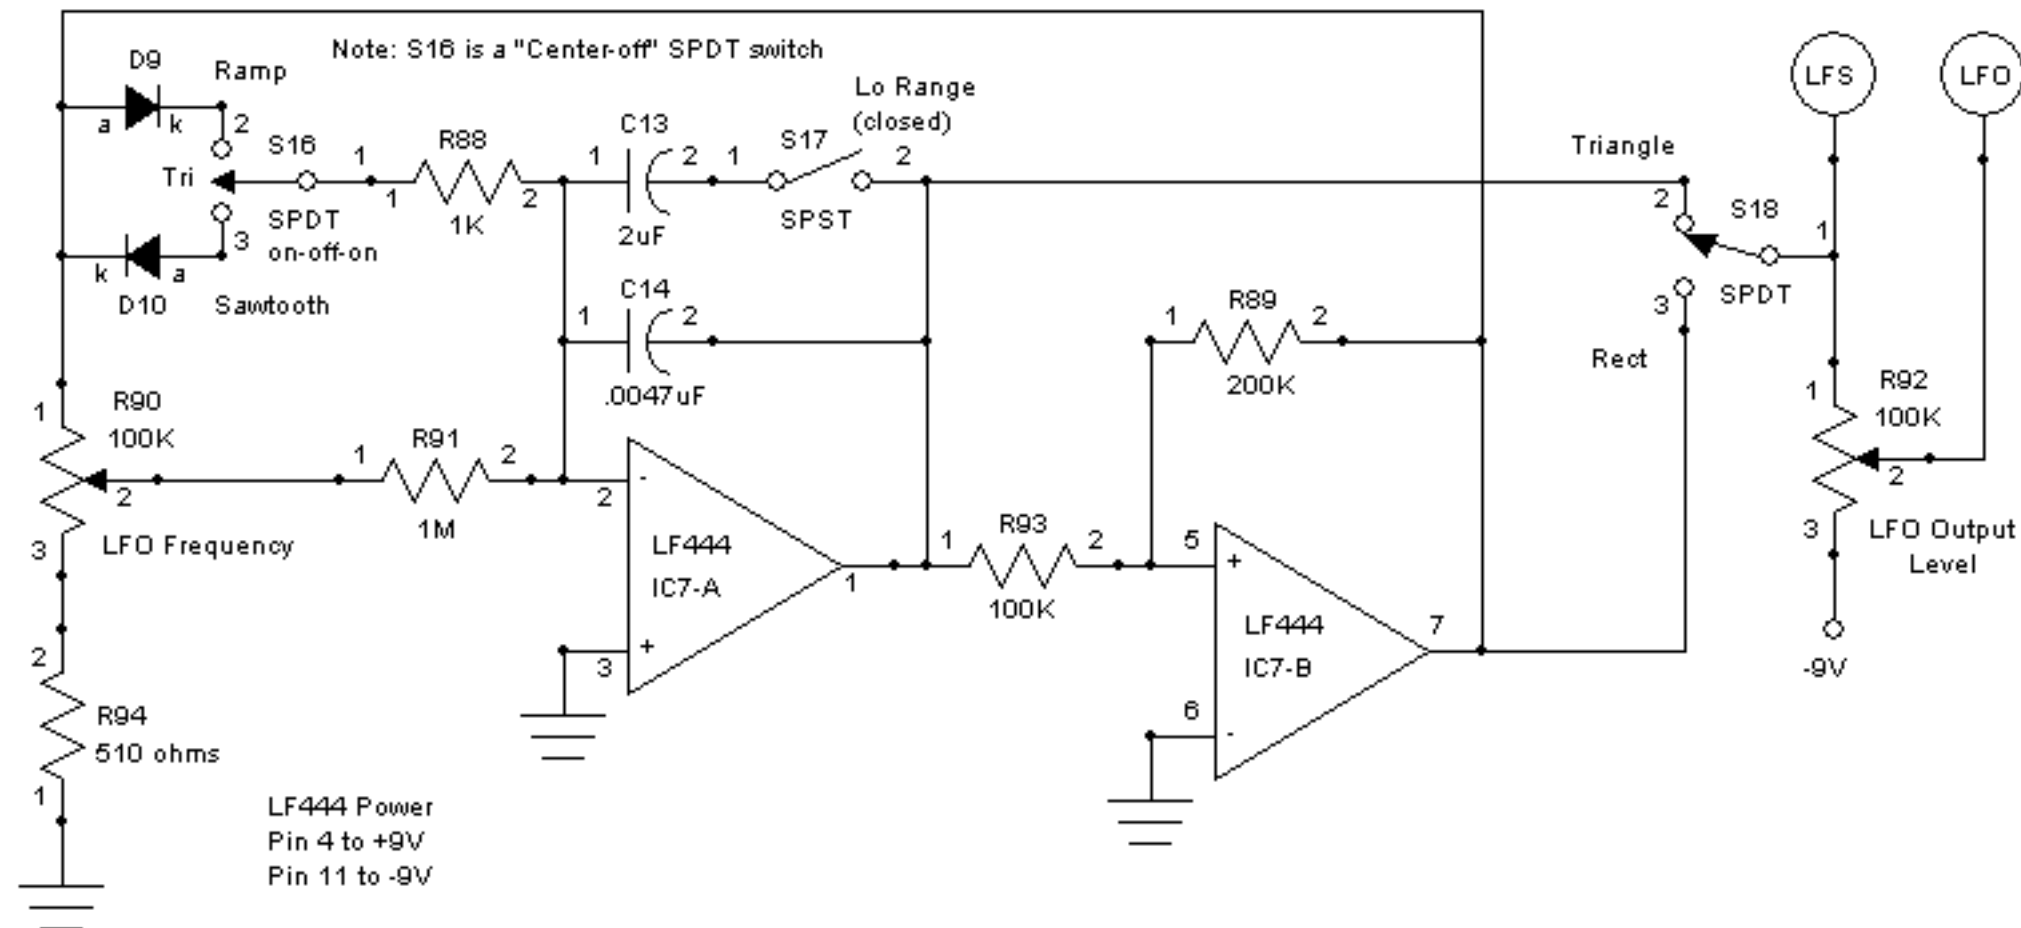 Note: S16 is a "Center-off" SPDT switch
D9
Ramp
a
k
2
Tri
S16
1
SPDT
on-off-on
3
k
a
D10
Sawtooth
R88
1
2
1K
C13
1
2
2uF
Lo Range
(closed)
S17
1
2
SPST
C14
1
2
.0047uF
Triangle
2
S18
1
SPDT
3
Rect
LFS
LFO
R89
1
2
200K
R90
100K
1
2
3
LFO Frequency
R91
1
2
1M
2
-
LF444
IC7-A
1
+
3
R93
1
2
100K
5
+
LF444
IC7-B
7
6
-
R92
100K
1
2
3
LFO Output
Level
-9V
2
R94
510 ohms
1
LF444 Power
Pin 4 to +9V
Pin 11 to -9V